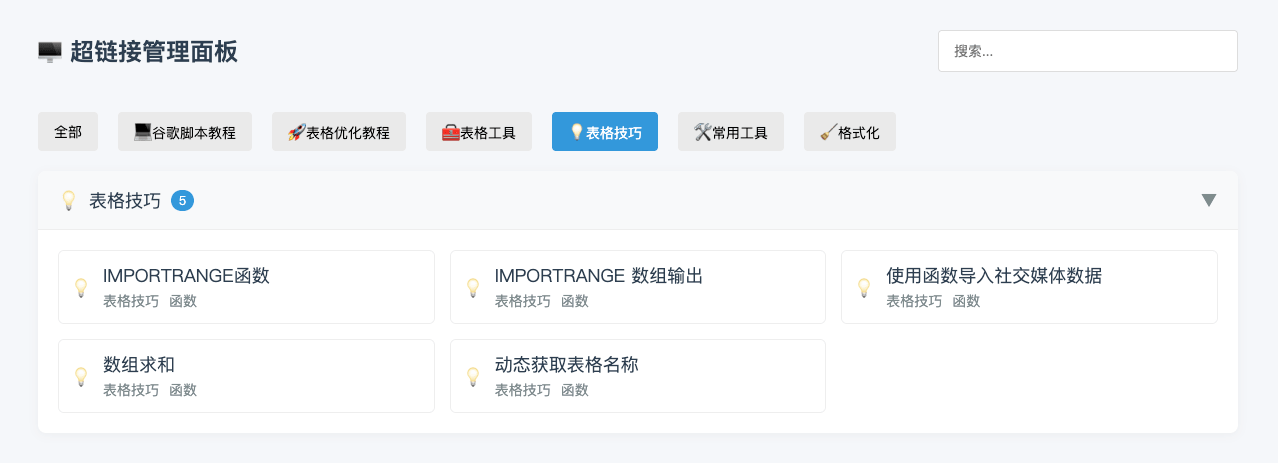 超链接管理面板
搜索...
全部
谷歌脚本教程
表格优化教程
表格工具
表格技巧
常用工具
格式化
表格技巧 5
IMPORTRANGE函数
表格技巧 函数
IMPORTRANGE 数组输出
表格技巧 函数
使用函数导入社交媒体数据
表格技巧 函数
数组求和
表格技巧 函数
动态获取表格名称
表格技巧 函数